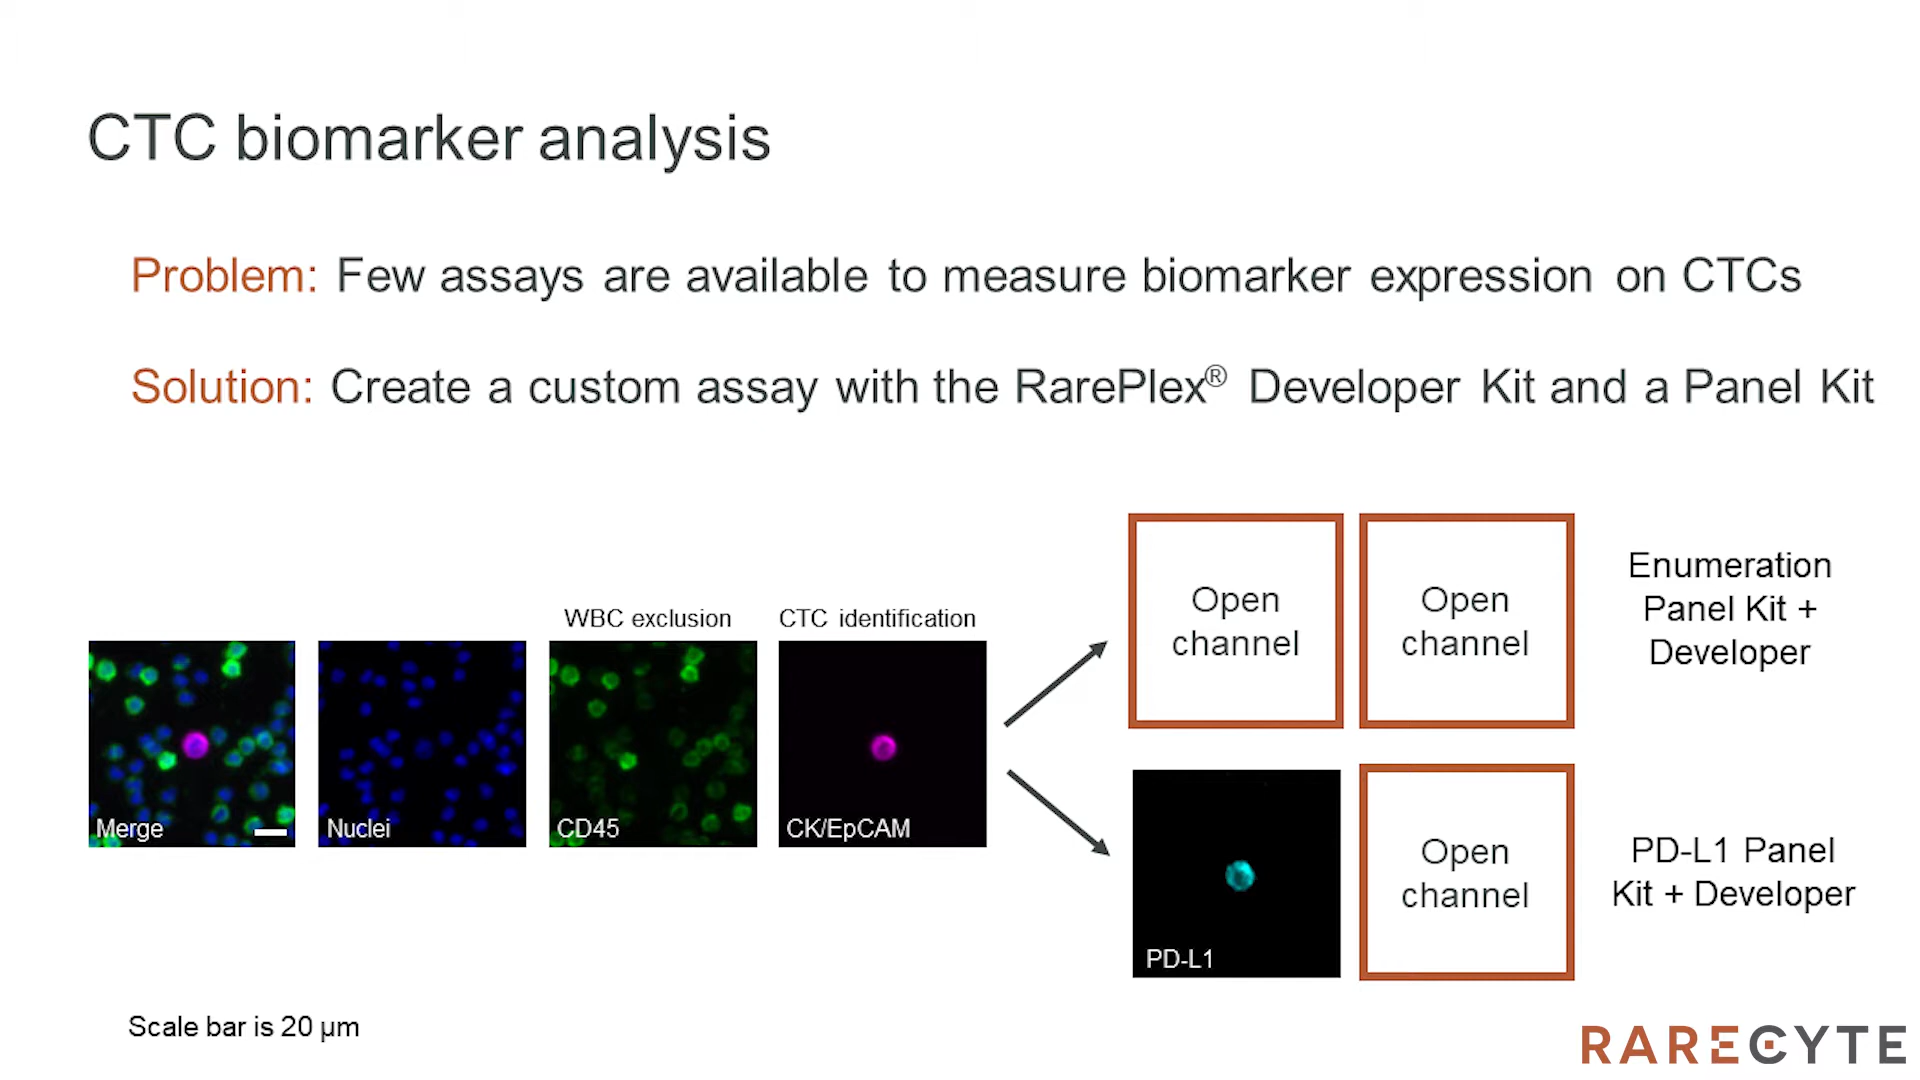 CTC biomarker analysis
Problem: Few assays are available to measure biomarker expression on CTCs
Solution: Create a custom assay with the RarePlex® Developer Kit and a Panel Kit
WBC exclusion
CTC identification
Merge
Nuclei
CD45
CK/EpCAM
Open
channel
Open
channel
Enumeration
Panel Kit +
Developer
PD-L1
Open
channel
PD-L1 Panel
Kit + Developer
Scale bar is 20 µm
RARECYTE